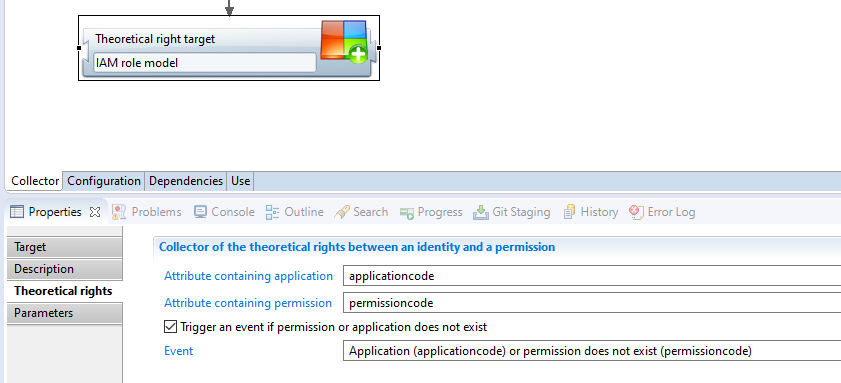 Theoretical right target
IAM role model
Collector Configuration Dependencies Use
Properties Problems Console Outline Search Progress Git Staging History Error Log
Target
Description
Theoretical rights
Parameters
Collector of the theoretical rights between an identity and a permission
Attribute containing application applicationcode
Attribute containing permission permissioncode
Trigger an event if permission or application does not exist
Event Application (applicationcode) or permission does not exist (permissioncode)